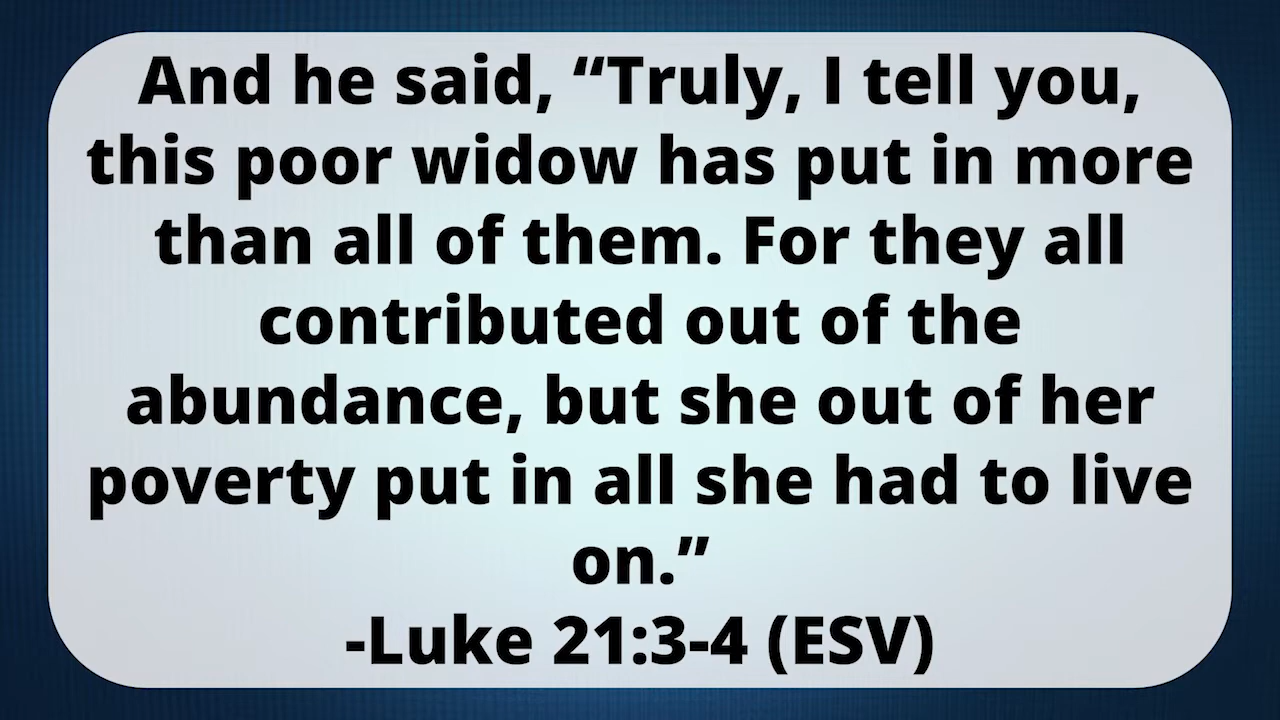 And he said, “Truly, I tell you,
this poor widow has put in more
than all of them. For they all
contributed out of the
abundance, but she out of her
poverty put in all she had to live
on.”
-Luke 21:3-4 (ESV)